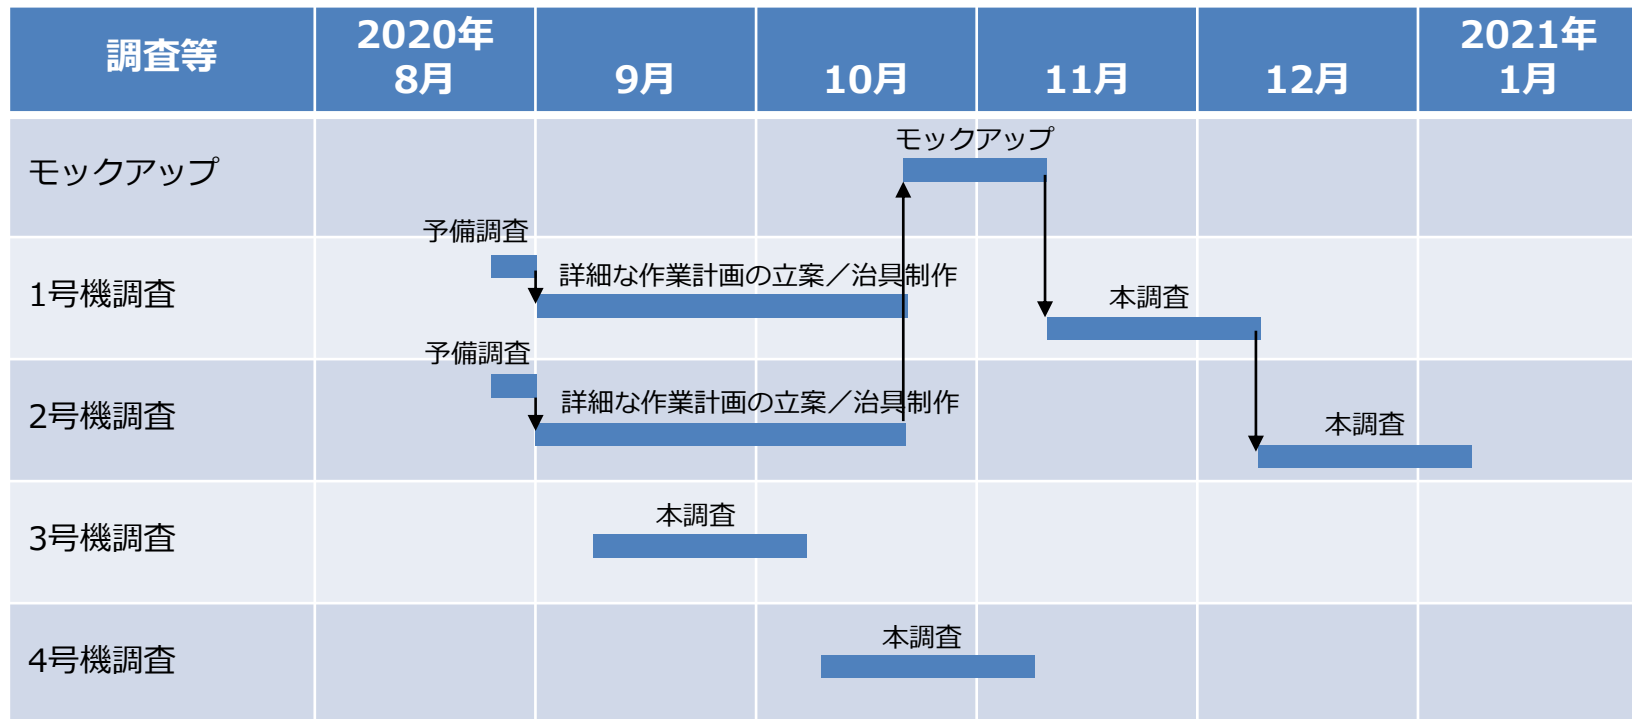 調査等
2020年
8月
9月
10月
11月
12月
2021年
1月
モックアップ
モックアップ
1号機調査
予備調査
詳細な作業計画の立案／治具制作
本調査
2号機調査
予備調査
詳細な作業計画の立案／治具制作
本調査
3号機調査
本調査
4号機調査
本調査